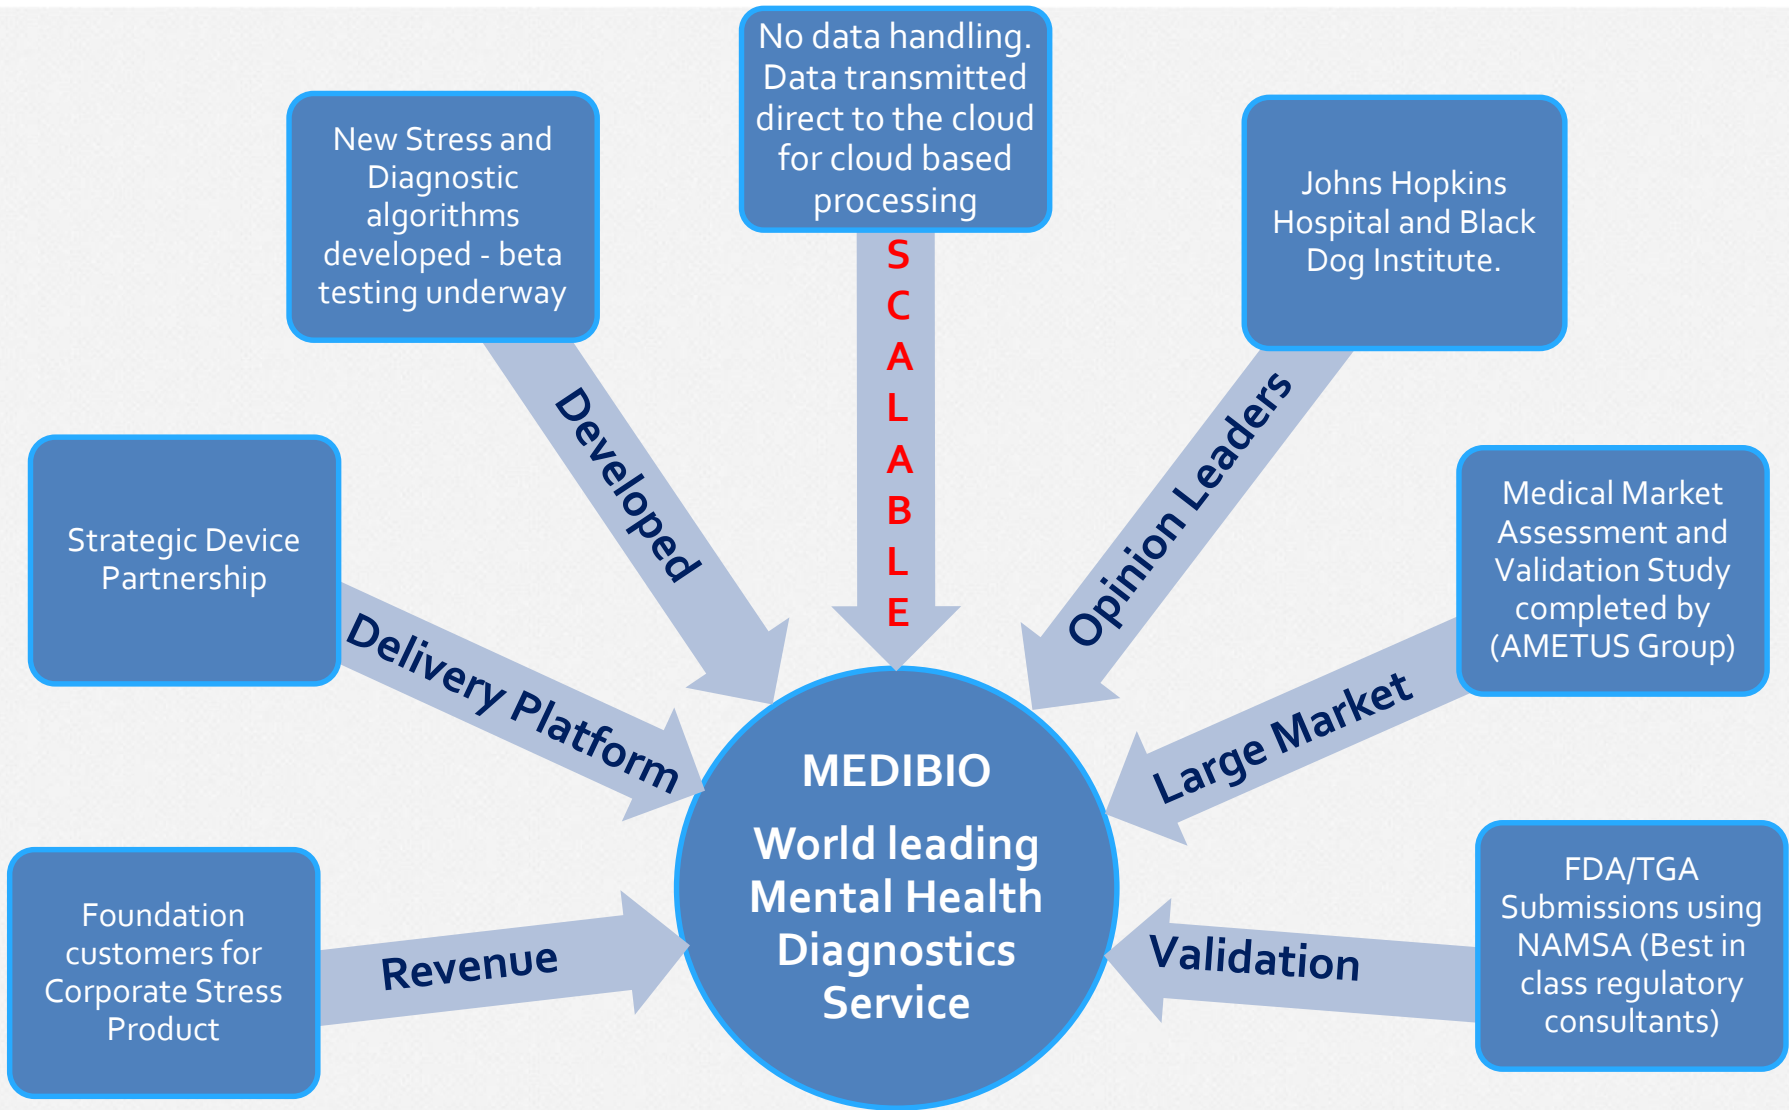 No data handling.
Data transmitted
direct to the cloud
for cloud based
processing
SCALABLE
New Stress and
Diagnostic
algorithms
developed - beta
testing underway
Developed
Johns Hopkins
Hospital and Black
Dog Institute.
Opinion Leaders
Strategic Device
Partnership
Delivery Platform
Medical Market
Assessment and
Validation Study
completed by
(AMETUS Group)
Large Market
Foundation
customers for
Corporate Stress
Product
Revenue
FDA/TGA
Submissions using
NAMSA (Best in
class regulatory
consultants)
Validation
MEDIBIO
World leading
Mental Health
Diagnostics
Service